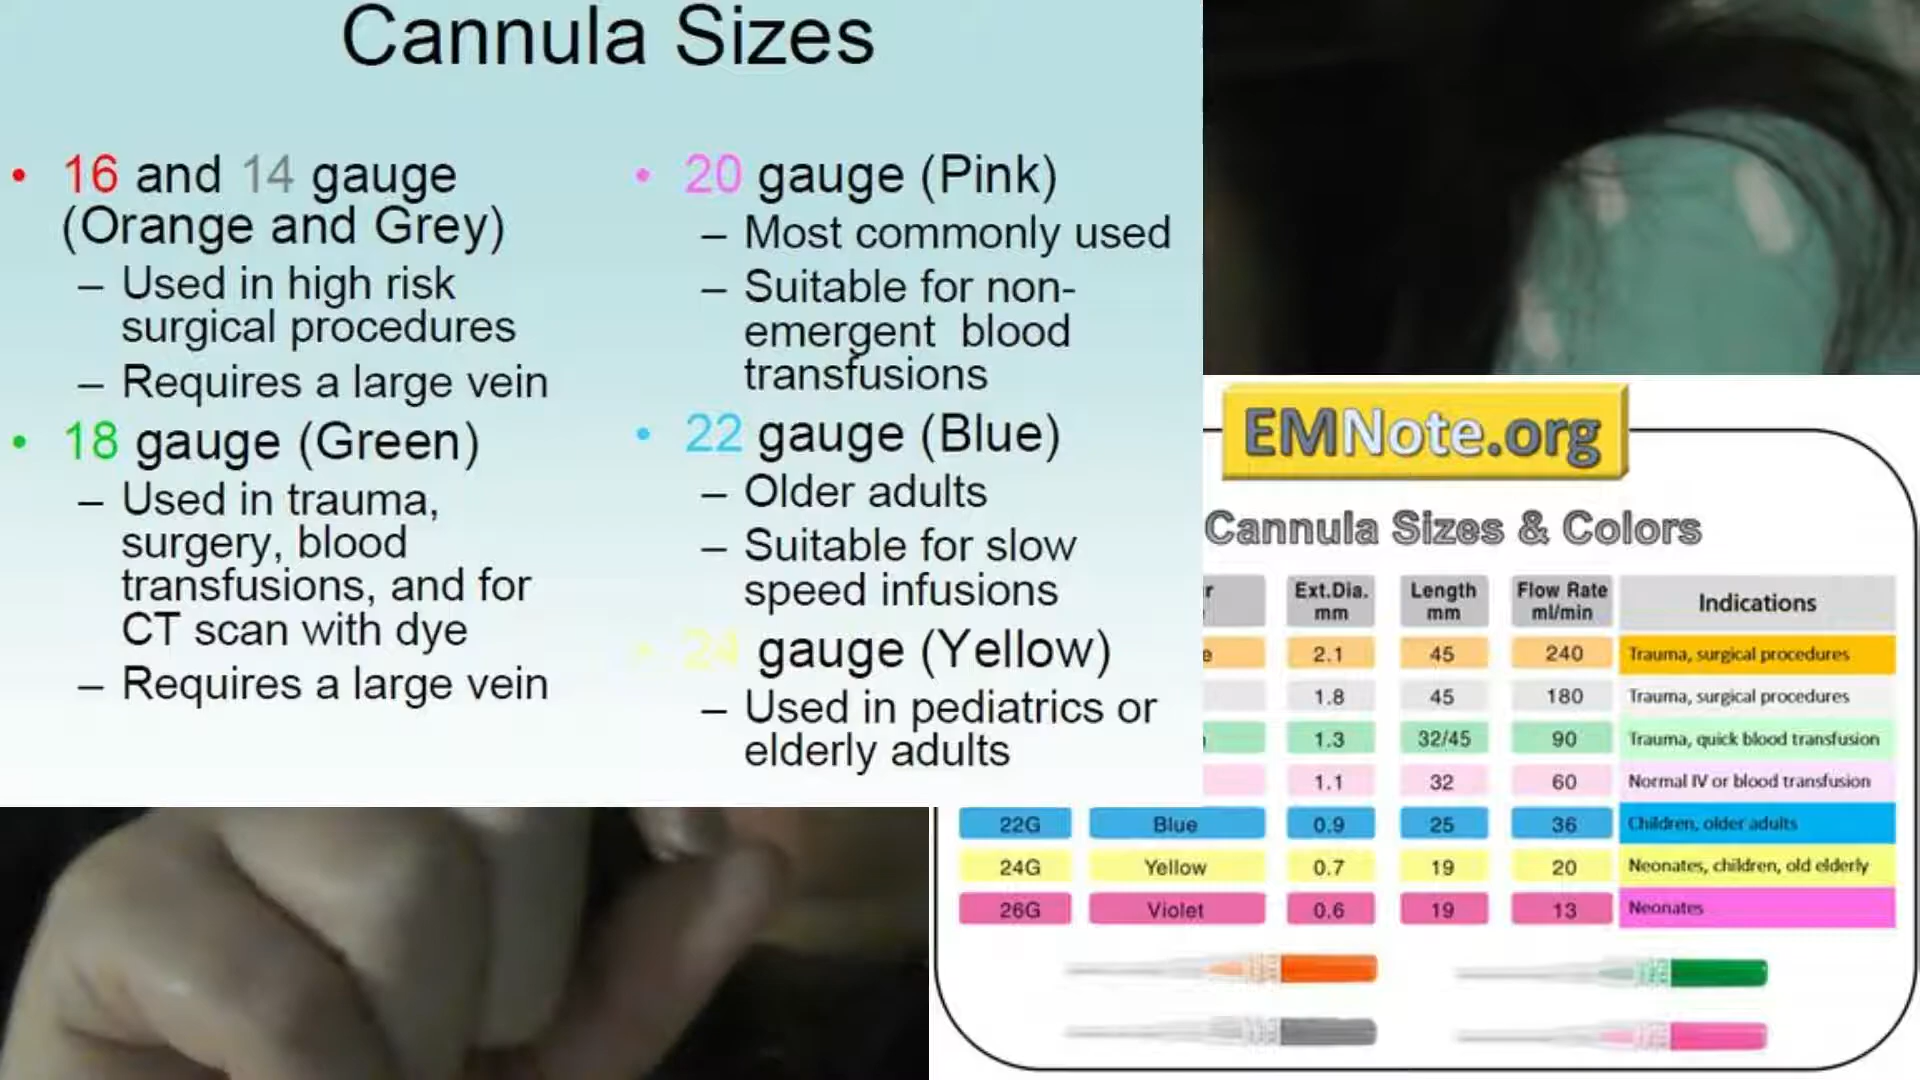 Cannula Sizes
• 16 and 14 gauge
(Orange and Grey)
– Used in high risk
surgical procedures
– Requires a large vein
• 18 gauge (Green)
– Used in trauma,
surgery, blood
transfusions, and for
CT scan with dye
– Requires a large vein
• 20 gauge (Pink)
– Most commonly used
– Suitable for non-
emergent blood
transfusions
• 22 gauge (Blue)
– Older adults
– Suitable for slow
speed infusions
• 24 gauge (Yellow)
– Used in pediatrics or
elderly adults
EMNote.org
Cannula Sizes & Colors
r Ext.Dia. Length Flow Rate Indications
mm mm ml/min
e 2.1 45 240 Trauma, surgical procedures
1.8 45 180 Trauma, surgical procedures
1.3 32/45 90 Trauma, quick blood transfusion
1.1 32 60 Normal IV or blood transfusion
22G Blue 0.9 25 36 Children, older adults
24G Yellow 0.7 19 20 Neonates, children, old elderly
26G Violet 0.6 19 13 Neonates